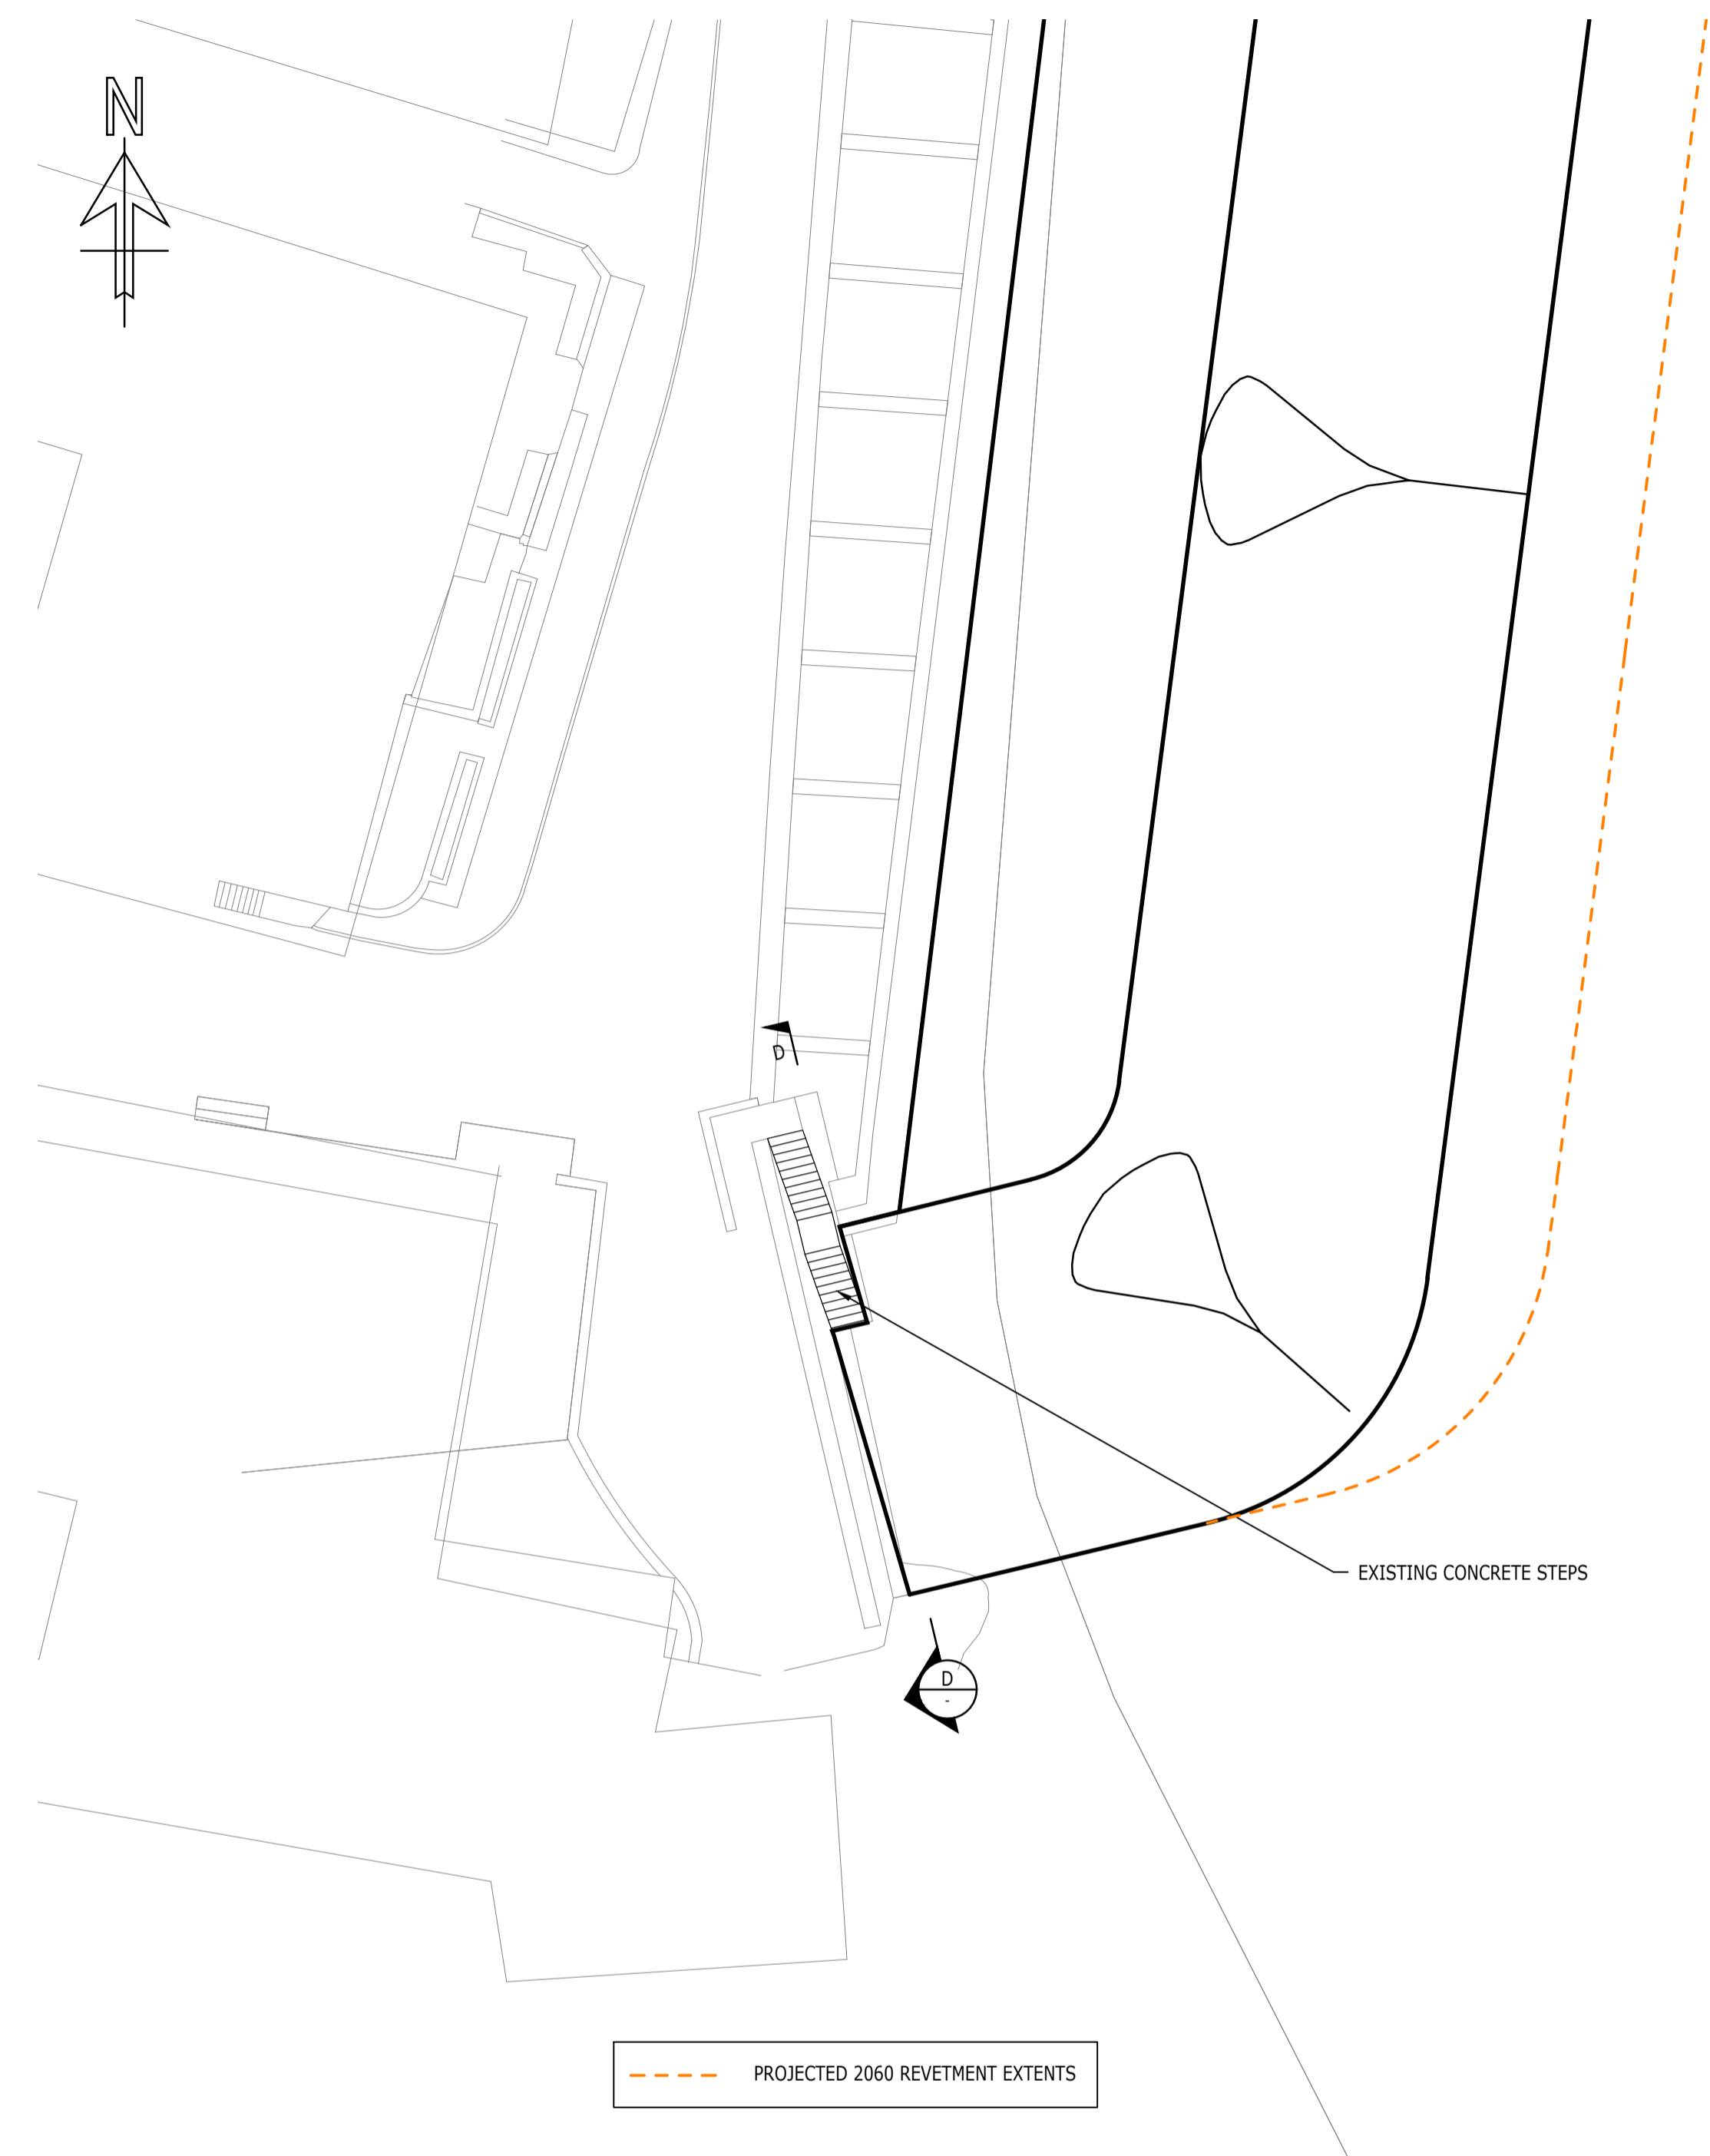 N
D
EXISTING CONCRETE STEPS
D
-
PROJECTED 2060 REVETMENT EXTENTS